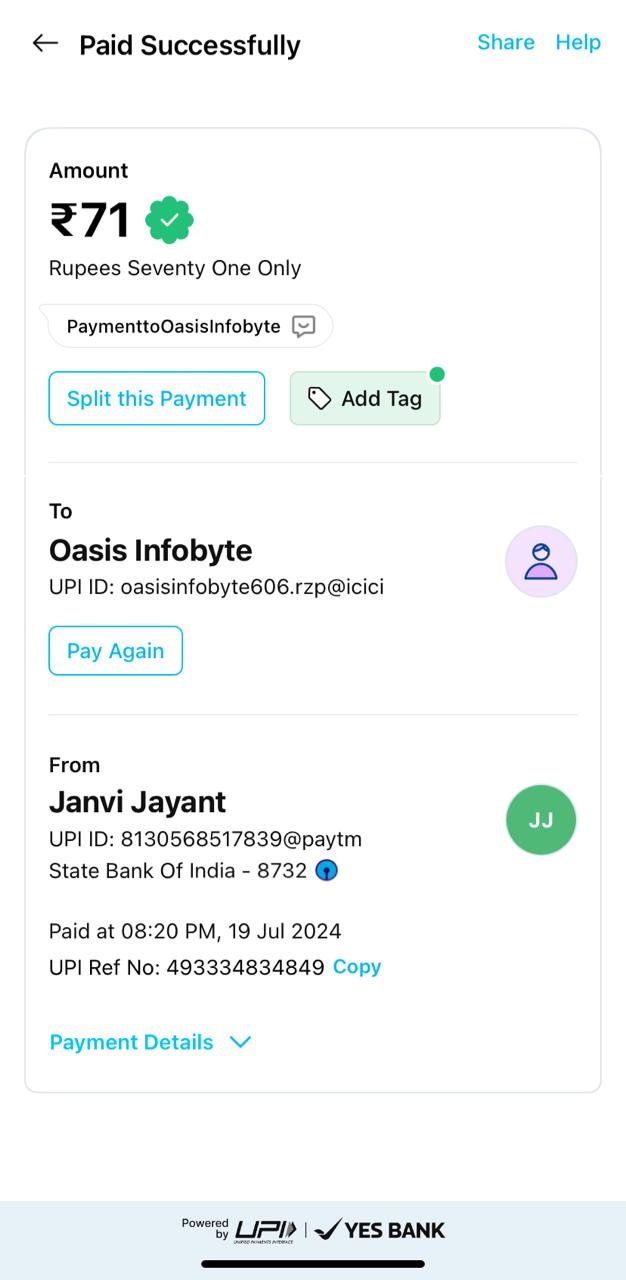 Paid Successfully Share Help
Amount
₹71
Rupees Seventy One Only
PaymenttoOasisInfobyte
Split this Payment Add Tag
To
Oasis Infobyte
UPI ID: oasisinfobyte606.rzp@icici
Pay Again
From
Janvi Jayant
JJ
UPI ID: 8130568517839@paytm
State Bank Of India - 8732
Paid at 08:20 PM, 19 Jul 2024
UPI Ref No: 493334834849 Copy
Payment Details
Powered by UPI | YES BANK
UNIFIED PAYMENTS INTERFACE